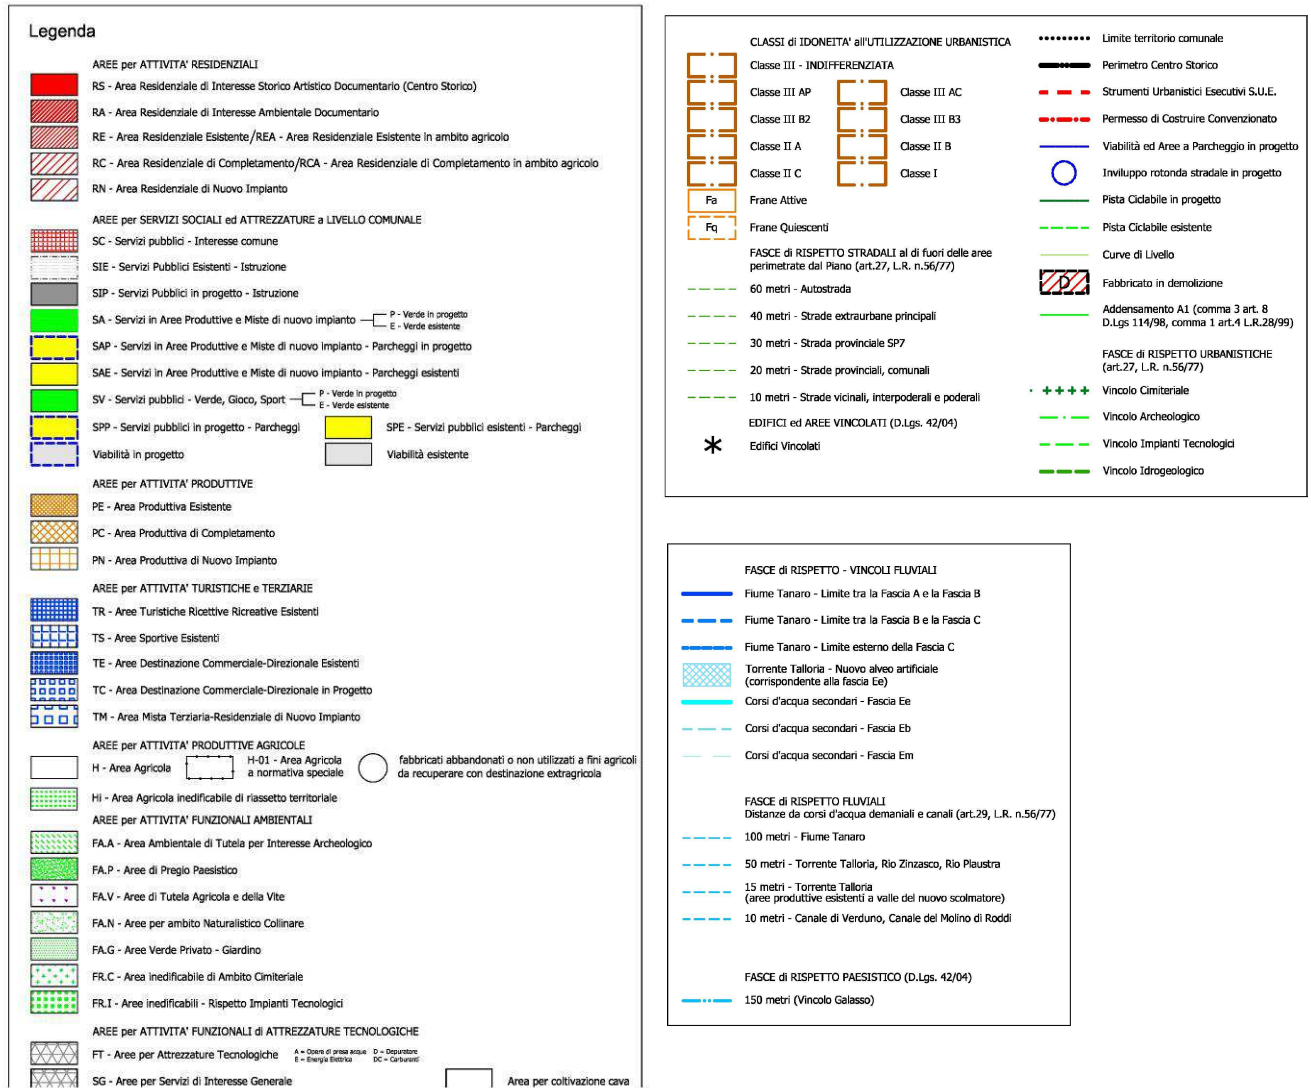 Legenda
AREE per ATTIVITA' RESIDENZIALI
RS - Area Residenziale di Interesse Storico Artistico Documentario (Centro Storico)
RA - Area Residenziale di Interesse Ambientale Documentario
RE - Area Residenziale Esistente/REA - Area Residenziale Esistente in ambito agricolo
RC - Area Residenziale di Completamento/RCA - Area Residenziale di Completamento in ambito agricolo
RN - Area Residenziale di Nuovo Impianto
AREE per SERVIZI SOCIALI ed ATTREZZATURE a LIVELLO COMUNALE
SC - Servizi pubblici - Interesse comune
SIE - Servizi Pubblici Esistenti - Istruzione
SIP - Servizi Pubblici in progetto - Istruzione
SA - Servizi in Aree Produttive e Miste di nuovo impianto
P - Verde in progetto
E - Verde esistente
SAP - Servizi in Aree Produttive e Miste di nuovo impianto - Parcheggi in progetto
SAE - Servizi in Aree Produttive e Miste di nuovo impianto - Parcheggi esistenti
SV - Servizi pubblici - Verde, Gioco, Sport
P - Verde in progetto
E - Verde esistente
SPP - Servizi pubblici in progetto - Parcheggi
SPE - Servizi pubblici esistenti - Parcheggi
Viabilità in progetto
Viabilità esistente
AREE per ATTIVITA' PRODUTTIVE
PE - Area Produttiva Esistente
PC - Area Produttiva di Completamento
PN - Area Produttiva di Nuovo Impianto
AREE per ATTIVITA' TURISTICHE e TERZIARIE
TR - Aree Turistiche Ricettive Ricreative Esistenti
TS - Aree Sportive Esistenti
TE - Aree Destinazione Commerciale-Direzionale Esistenti
TC - Area Destinazione Commerciale-Direzionale in Progetto
TM - Area Mista Terziaria-Residenziale di Nuovo Impianto
AREE per ATTIVITA' PRODUTTIVE AGRICOLE
H - Area Agricola
H-01 - Area Agricola
a normativa speciale
fabbricati abbandonati o non utilizzati a fini agricoli
da recuperare con destinazione extragricola
Hi - Area Agricola inedificabile di riassetto territoriale
AREE per ATTIVITA' FUNZIONALI AMBIENTALI
FA.A - Area Ambientale di Tutela per Interesse Archeologico
FA.P - Aree di Pregio Paesistico
FA.V - Aree di Tutela Agricola e della Vite
FA.N - Aree per ambito Naturalistico Collinare
FA.G - Aree Verde Privato - Giardino
FR.C - Area inedificabile di Ambito Cimiteriale
FR.I - Aree inedificabili - Rispetto Impianti Tecnologici
AREE per ATTIVITA' FUNZIONALI di ATTREZZATURE TECNOLOGICHE
FT - Aree per Attrezzature Tecnologiche
A = Opere di presa acque D = Depuratore
E = Energia Elettrica DC = Carburanti
SG - Aree per Servizi di Interesse Generale
Area per coltivazione cava
CLASSI di IDONEITA' all'UTILIZZAZIONE URBANISTICA
Classe III - INDIFFERENZIATA
Classe III AP
Classe III AC
Classe III B2
Classe III B3
Classe II A
Classe II B
Classe II C
Classe I
Fa
Frane Attive
Fq
Frane Quiescenti
FASCE di RISPETTO STRADALI al di fuori delle aree
perimetrate dal Piano (art.27, L.R. n.56/77)
60 metri - Autostrada
40 metri - Strade extraurbane principali
30 metri - Strada provinciale SP7
20 metri - Strade provinciali, comunali
10 metri - Strade vicinali, interpoderali e poderali
EDIFICI ed AREE VINCOLATI (D.Lgs. 42/04)
Edifici Vincolati
Limite territorio comunale
Perimetro Centro Storico
Strumenti Urbanistici Esecutivi S.U.E.
Permesso di Costruire Convenzionato
Viabilità ed Aree a Parcheggio in progetto
Inviluppo rotonda stradale in progetto
Pista Ciclabile in progetto
Pista Ciclabile esistente
Curve di Livello
D
Fabbricato in demolizione
Addensamento A1 (comma 3 art. 8
D.Lgs 114/98, comma 1 art.4 L.R.28/99)
FASCE di RISPETTO URBANISTICHE
(art.27, L.R. n.56/77)
Vincolo Cimiteriale
Vincolo Archeologico
Vincolo Impianti Tecnologici
Vincolo Idrogeologico
FASCE di RISPETTO - VINCOLI FLUVIALI
Fiume Tanaro - Limite tra la Fascia A e la Fascia B
Fiume Tanaro - Limite tra la Fascia B e la Fascia C
Fiume Tanaro - Limite esterno della Fascia C
Torrente Talloria - Nuovo alveo artificiale
(corrispondente alla fascia Ee)
Corsi d'acqua secondari - Fascia Ee
Corsi d'acqua secondari - Fascia Eb
Corsi d'acqua secondari - Fascia Em
FASCE di RISPETTO FLUVIALI
Distanze da corsi d'acqua demaniali e canali (art.29, L.R. n.56/77)
100 metri - Fiume Tanaro
50 metri - Torrente Talloria, Rio Zinzasco, Rio Plaustra
15 metri - Torrente Talloria
(aree produttive esistenti a valle del nuovo scolmatore)
10 metri - Canale di Verduno, Canale del Molino di Roddi
FASCE di RISPETTO PAESISTICO (D.Lgs. 42/04)
150 metri (Vincolo Galasso)